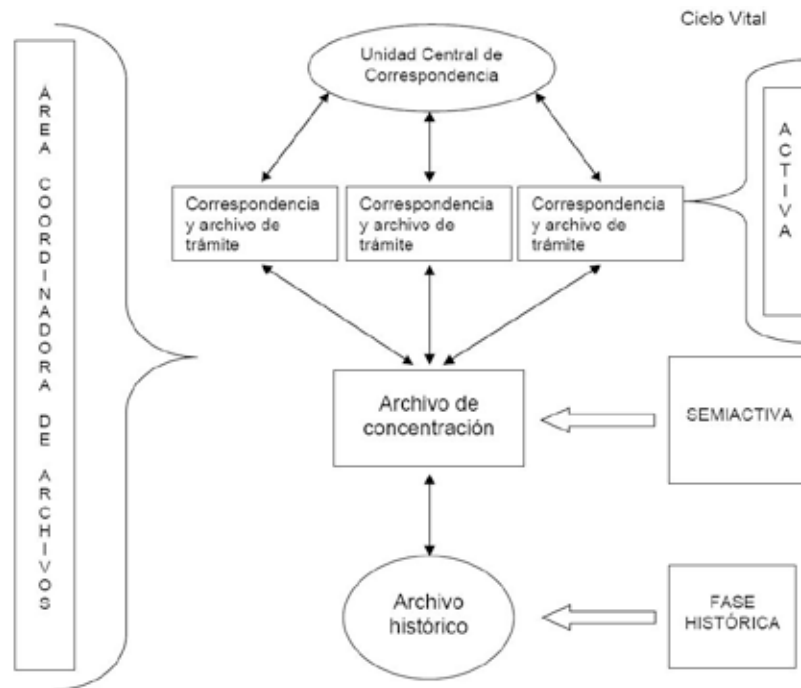 Ciclo Vital
ÁREA COORDINADORA DE ARCHIVOS
Unidad Central de
Correspondencia
ACTIVA
Correspondencia
y archivo de
trámite
Correspondencia
y archivo de
trámite
Correspondencia
y archivo de
trámite
Archivo de
concentración
SEMIACTIVA
Archivo
histórico
FASE
HISTÓRICA